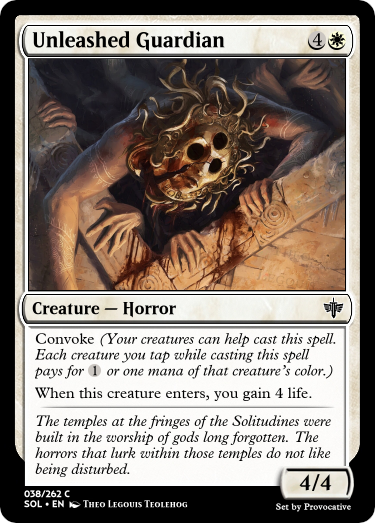 Unleashed Guardian 4
Creature — Horror
Convoke (Your creatures can help cast this spell.
Each creature you tap while casting this spell
pays for 1 or one mana of that creature's color.)
When this creature enters, you gain 4 life.
The temples at the fringes of the Solitudines were
built in the worship of gods long forgotten. The
horrors that lurk within those temples do not like
being disturbed.
4/4
038/262 C
SOL • EN Theo Legouis Teolehog
Set by Provocative